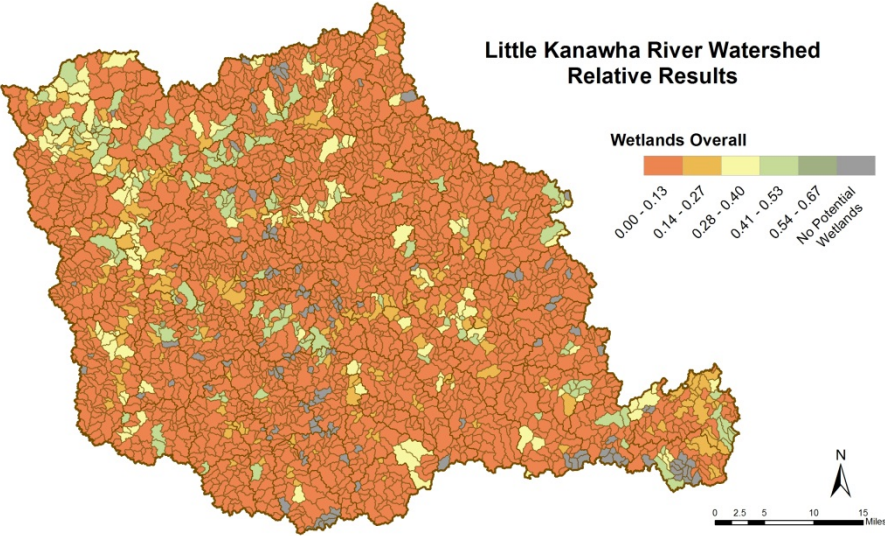 Little Kanawha River Watershed
Relative Results
Wetlands Overall
0.00 - 0.13
0.14 - 0.27
0.28 - 0.40
0.41 - 0.53
0.54 - 0.67
No Potential
Wetlands
N
0 2.5 5 10 15
Miles